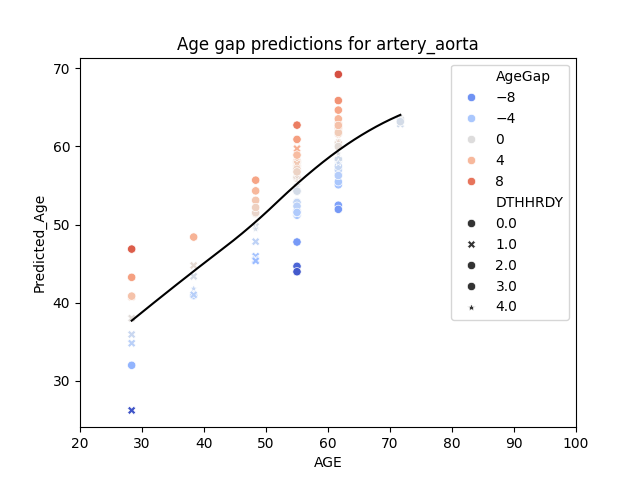 Age gap predictions for artery_aorta
Predicted_Age
70
60
50
40
30
20 30 40 50 60 70 80 90 100
AGE
AgeGap
−8
−4
0
4
8
DTHHRDY
0.0
1.0
2.0
3.0
4.0